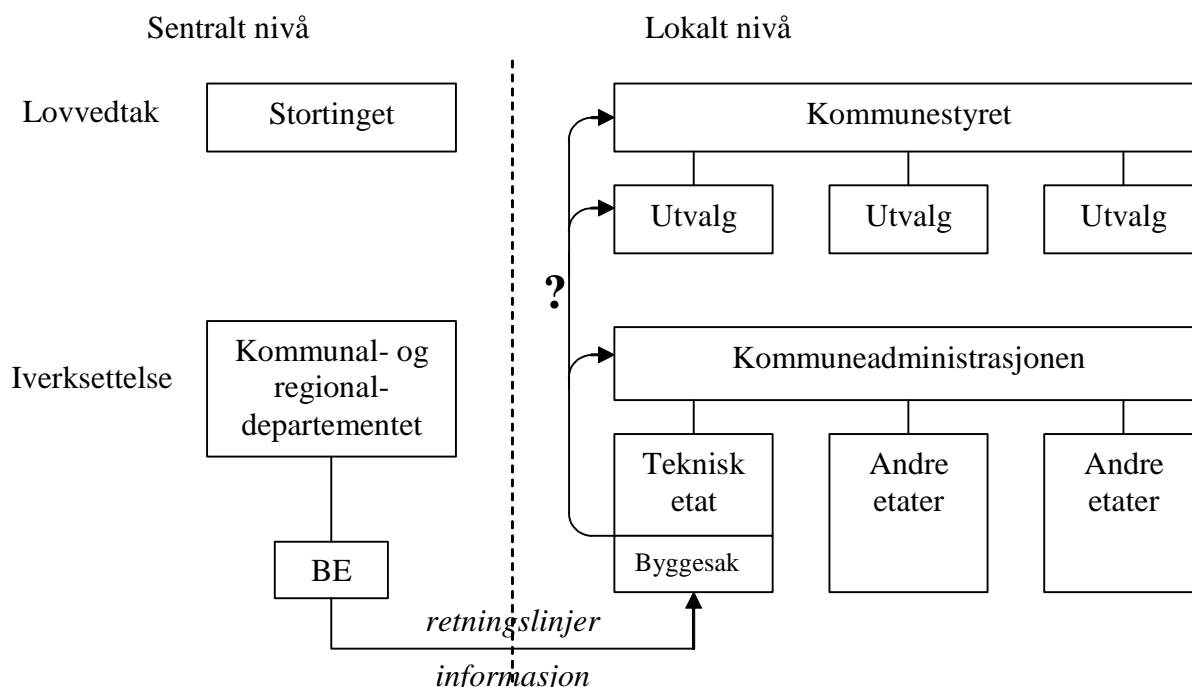 Sentralt nivå
Lokalt nivå
Lovvedtak
Stortinget
Kommunestyret
Utvalg
Utvalg
Utvalg
?
Iverksettelse
Kommunal- og
regional-
departementet
Kommuneadministrasjonen
Teknisk
etat
Andre
etater
Andre
etater
Byggesak
BE
retningslinjer
informasjon